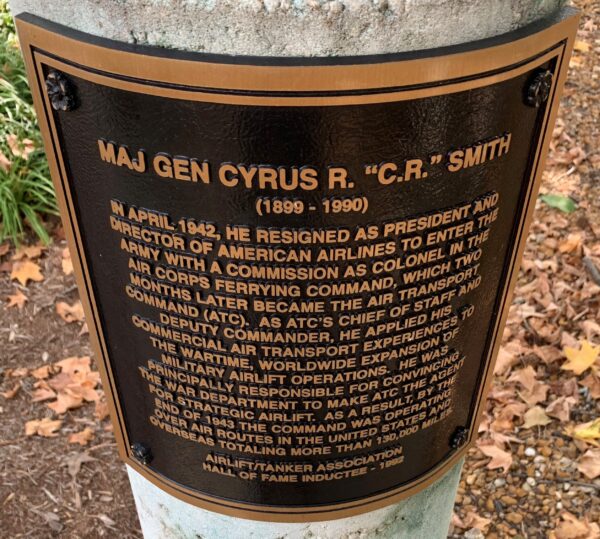 MAJ GEN CYRUS R. “C.R.” SMITH
(1899 - 1990)
IN APRIL 1942, HE RESIGNED AS PRESIDENT AND
DIRECTOR OF AMERICAN AIRLINES TO ENTER THE
ARMY WITH A COMMISSION AS COLONEL IN THE
AIR CORPS FERRYING COMMAND, WHICH TWO
MONTHS LATER BECAME THE AIR TRANSPORT
COMMAND (ATC). AS ATC'S CHIEF OF STAFF AND
DEPUTY COMMANDER, HE APPLIED HIS
COMMERCIAL AIR TRANSPORT EXPERIENCES TO
THE WARTIME, WORLDWIDE EXPANSION OF
MILITARY AIRLIFT OPERATIONS. HE WAS
PRINCIPALLY RESPONSIBLE FOR CONVINCING
THE WAR DEPARTMENT TO MAKE ATC THE AGENT
FOR STRATEGIC AIRLIFT. AS A RESULT, BY THE
END OF 1943 THE COMMAND WAS OPERATING
OVER AIR ROUTES IN THE UNITED STATES AND
OVERSEAS TOTALING MORE THAN 130,000 MILES.
AIRLIFT/TANKER ASSOCIATION
HALL OF FAME INDUCTEE - 1992